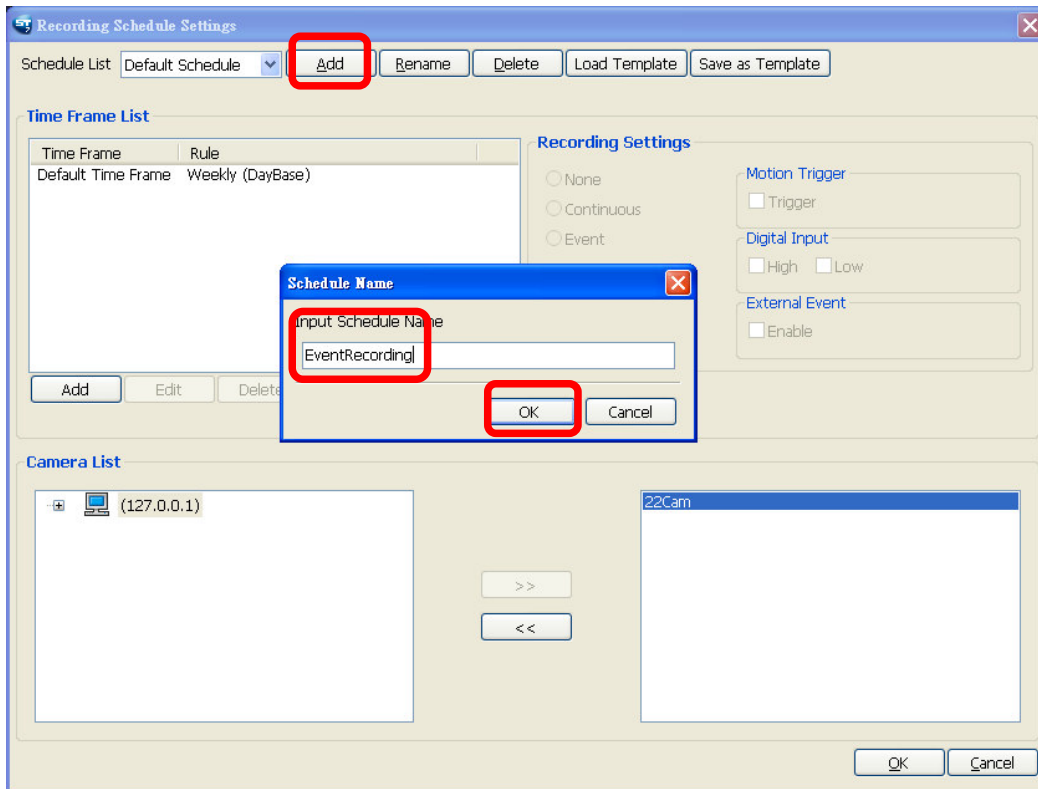 Recording Schedule Settings
Schedule List Default Schedule Add Rename Delete Load Template Save as Template
Time Frame List
Time Frame Rule
Default Time Frame Weekly (DayBase)
Add Edit Delete
Recording Settings
None
Continuous
Event
Motion Trigger
Trigger
Digital Input
High Low
External Event
Enable
Schedule Name
Input Schedule Name
EventRecording
OK Cancel
Camera List
(127.0.0.1)
>>
<<
22Cam
OK Cancel